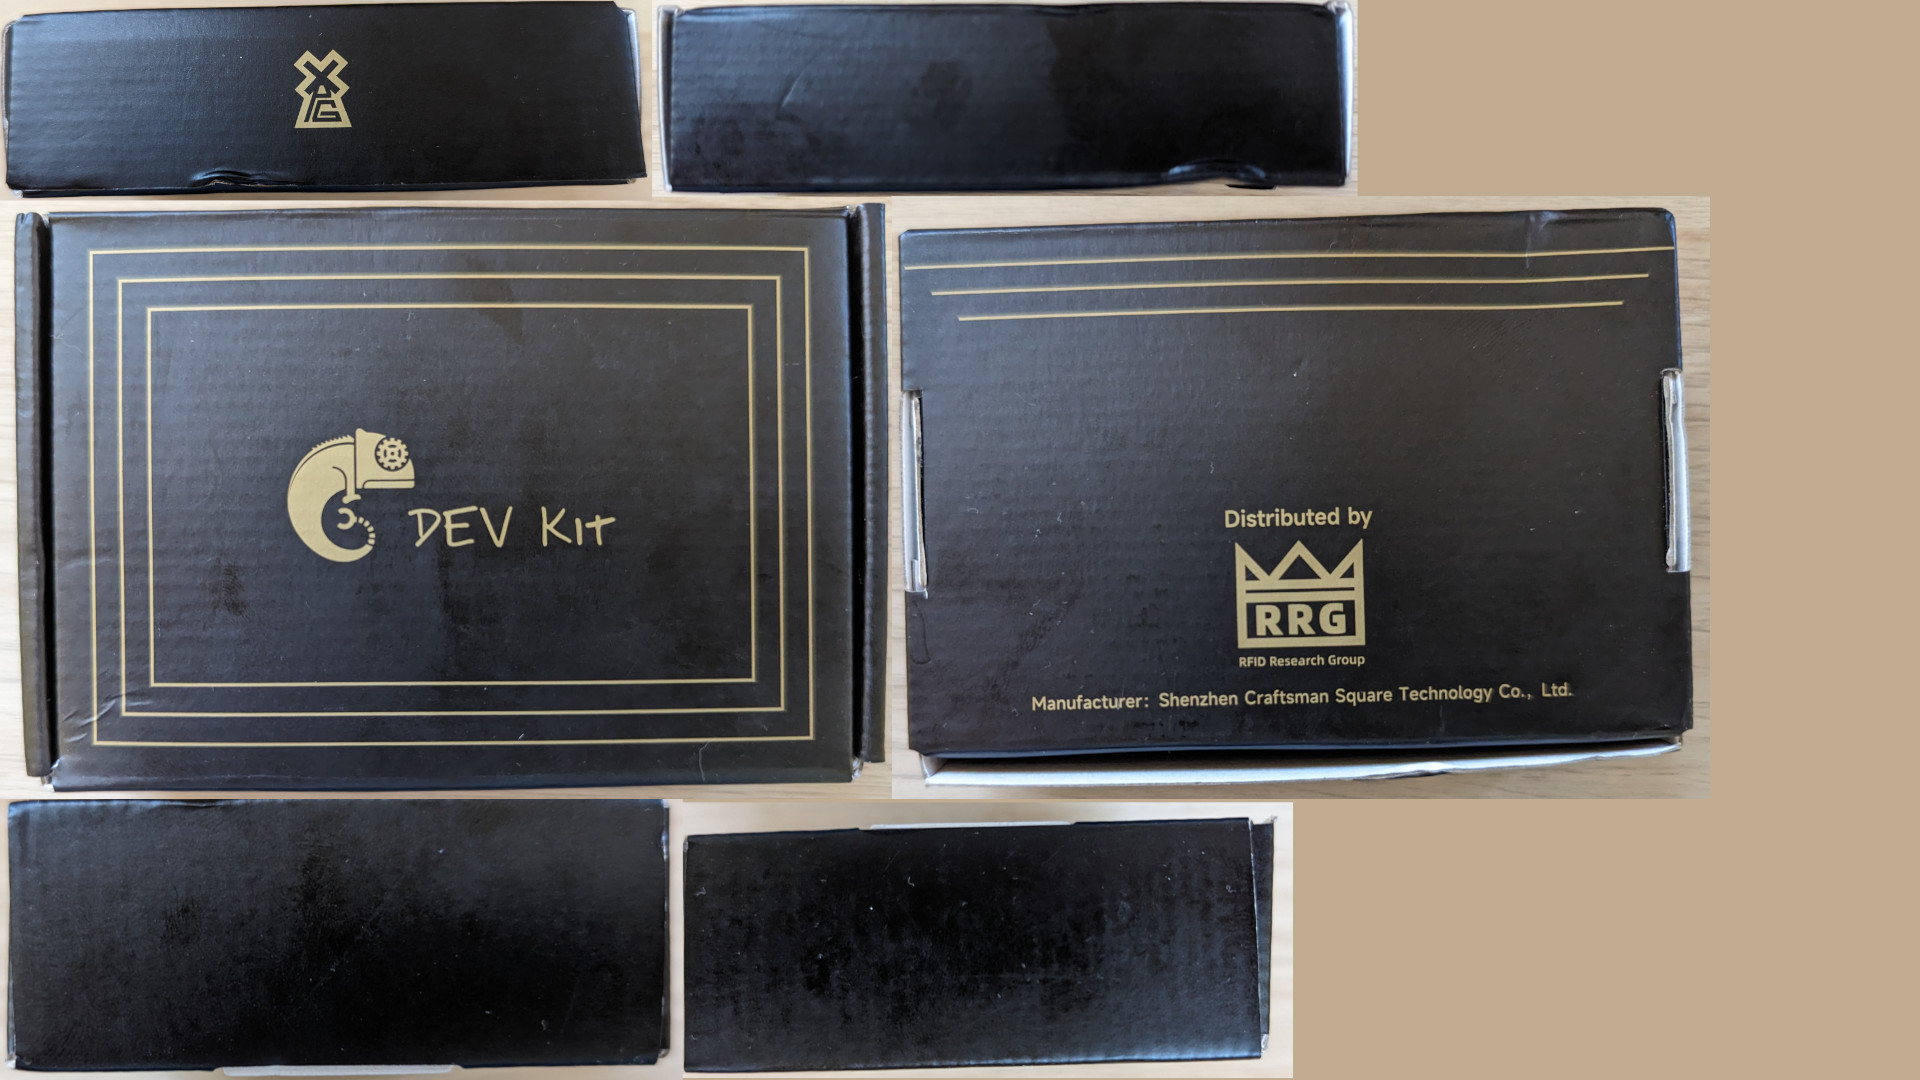 DEV KIT
Distributed by
RRG
RFID Research Group
Manufacturer: Shenzhen Craftsman Square Technology Co., Ltd.